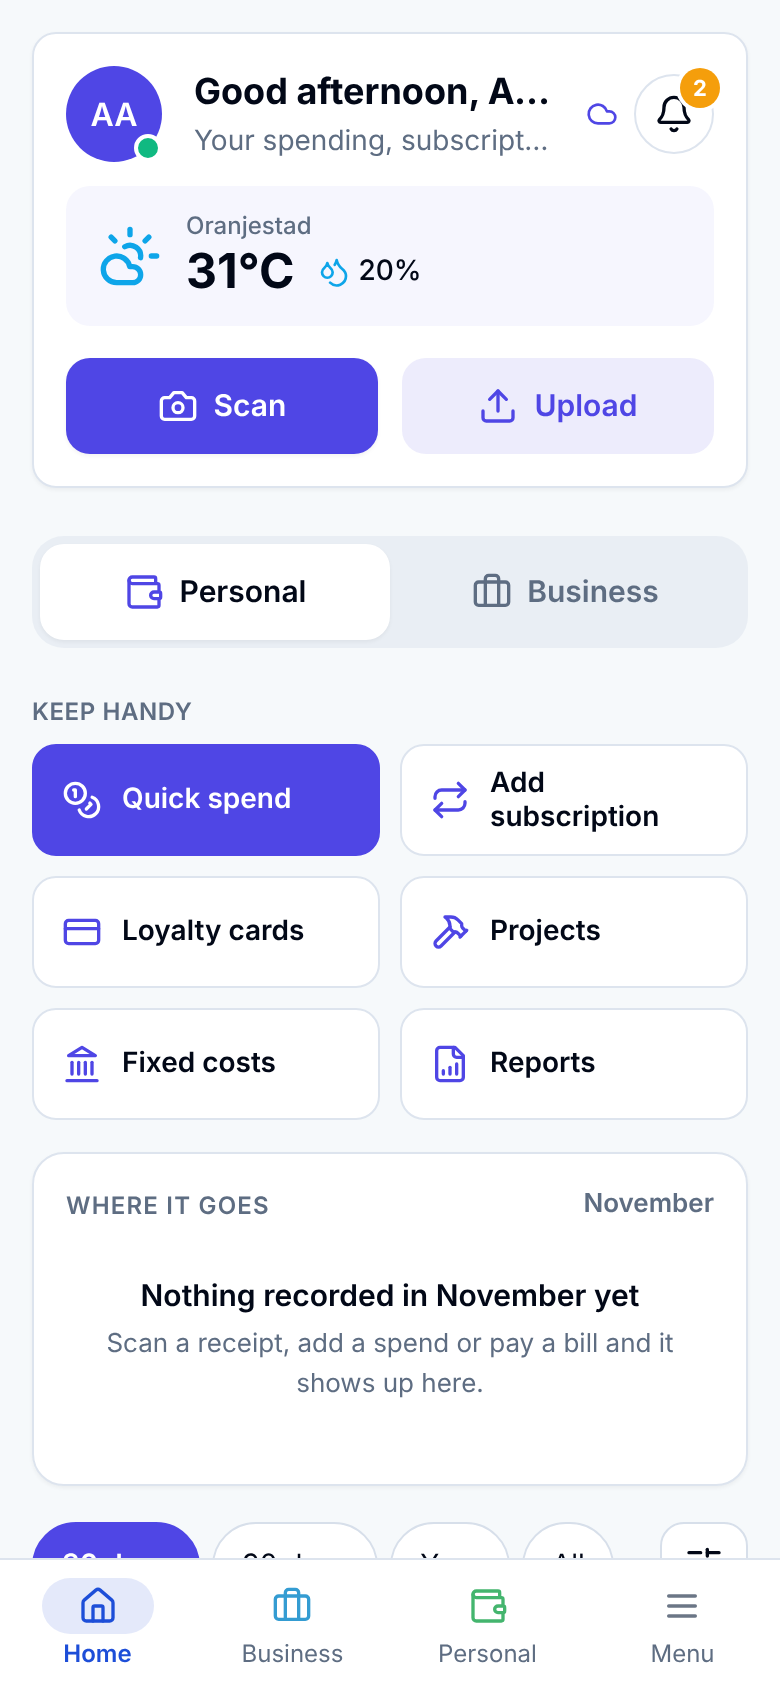 AA
Good afternoon, A...
Your spending, subscript...
2
Oranjestad
31°C
20%
Scan
Upload
Personal
Business
KEEP HANDY
Quick spend
Add
subscription
Loyalty cards
Projects
Fixed costs
Reports
WHERE IT GOES
November
Nothing recorded in November yet
Scan a receipt, add a spend or pay a bill and it
shows up here.
All
Home
Business
Personal
Menu